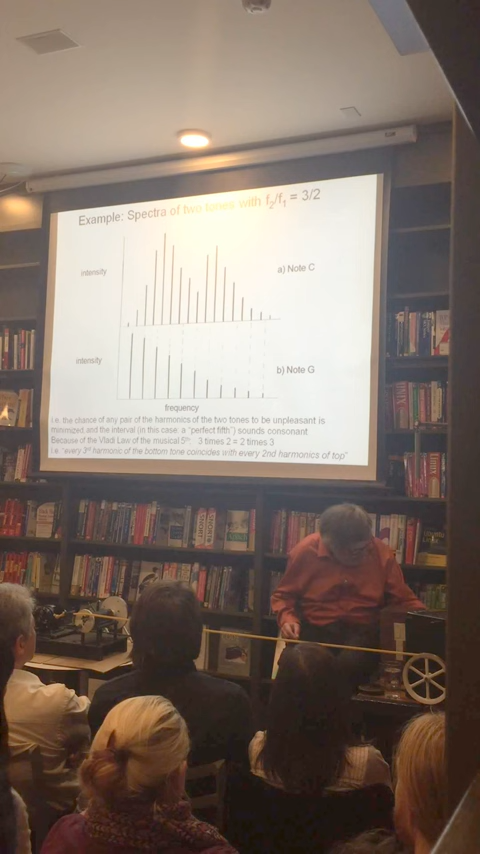 Example: Spectra of two tones with f₂/f₁ = 3/2
intensity
a) Note C
intensity
b) Note G
frequency
i.e. the chance of any pair of the harmonics of the two tones to be unpleasant is
minimized and the interval (in this case: a "perfect fifth") sounds consonant
Because of the Vladi Law of the musical 5th: 3 times 2 = 2 times 3
i.e. "every 3rd harmonic of the bottom tone coincides with every 2nd harmonics of top"